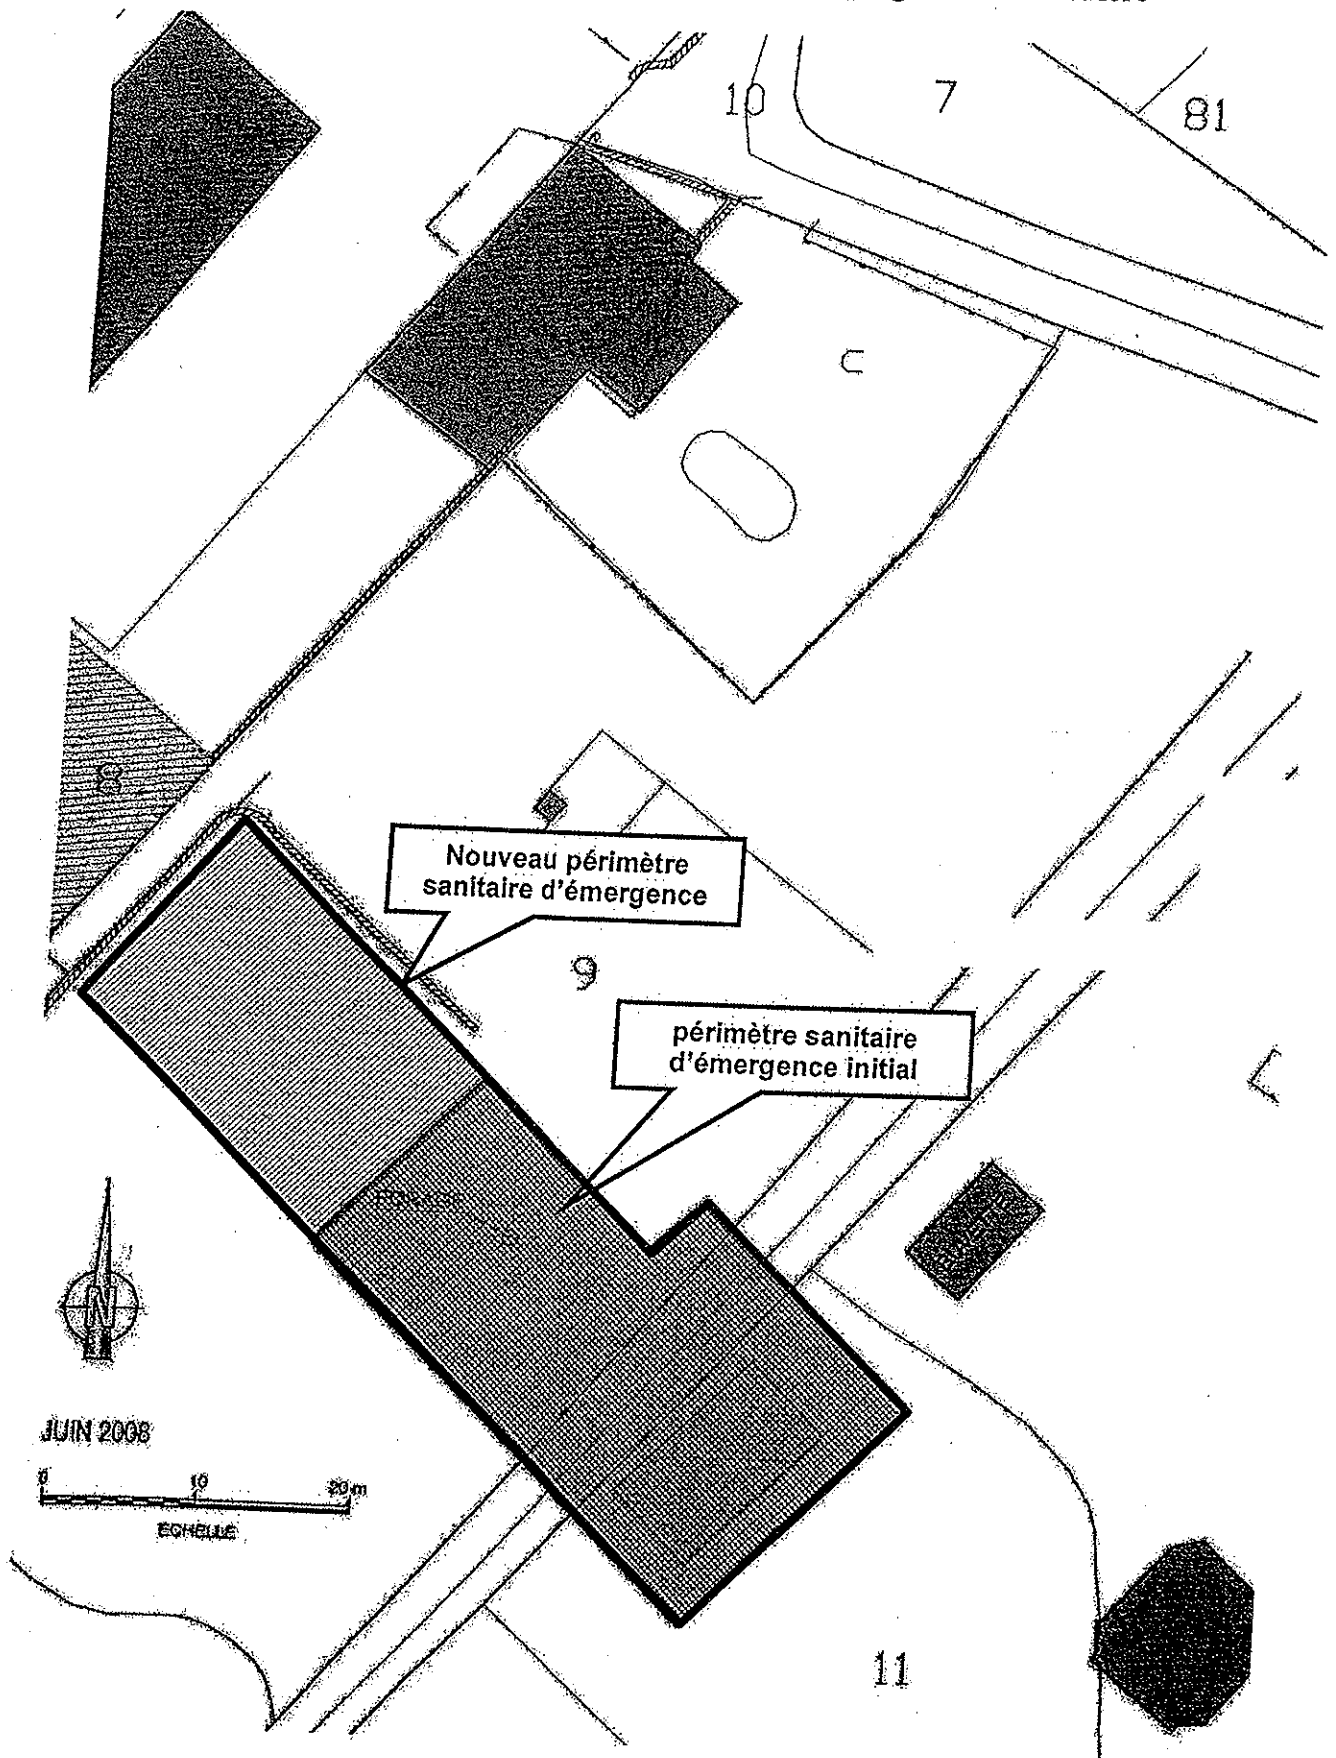 10
7
81
C
8
Nouveau périmètre
sanitaire d'émergence
9
périmètre sanitaire
d'émergence initial
N
JUIN 2008
0 10 20 m
ECHELLE
11